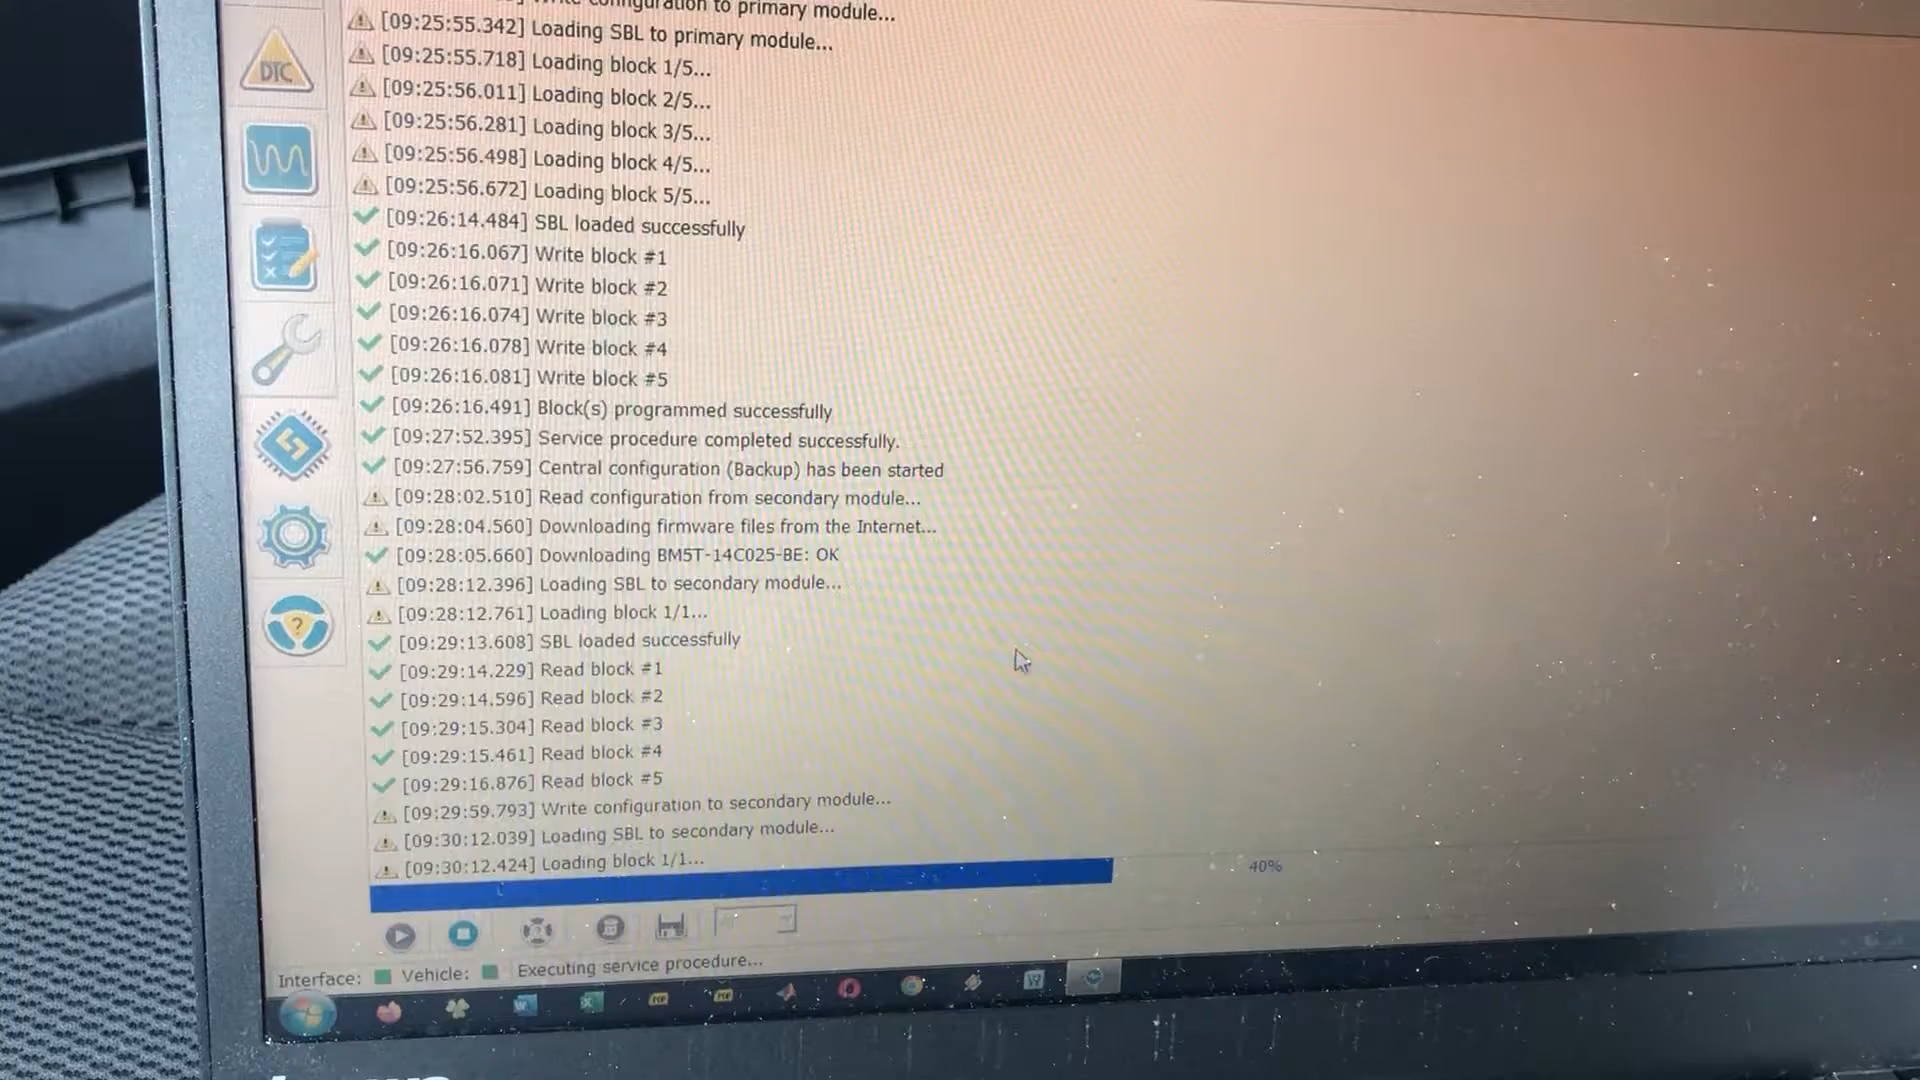 configuration to primary module...
[09:25:55.342] Loading SBL to primary module...
[09:25:55.718] Loading block 1/5...
[09:25:56.011] Loading block 2/5...
[09:25:56.281] Loading block 3/5...
[09:25:56.498] Loading block 4/5...
[09:25:56.672] Loading block 5/5...
[09:26:14.484] SBL loaded successfully
[09:26:16.067] Write block #1
[09:26:16.071] Write block #2
[09:26:16.074] Write block #3
[09:26:16.078] Write block #4
[09:26:16.081] Write block #5
[09:26:16.491] Block(s) programmed successfully
[09:27:52.395] Service procedure completed successfully.
[09:27:56.759] Central configuration (Backup) has been started
[09:28:02.510] Read configuration from secondary module...
[09:28:04.560] Downloading firmware files from the Internet...
[09:28:05.660] Downloading BM5T-14C025-BE: OK
[09:28:12.396] Loading SBL to secondary module...
[09:28:12.761] Loading block 1/1...
[09:29:13.608] SBL loaded successfully
[09:29:14.229] Read block #1
[09:29:14.596] Read block #2
[09:29:15.304] Read block #3
[09:29:15.461] Read block #4
[09:29:16.876] Read block #5
[09:29:59.793] Write configuration to secondary module...
[09:30:12.039] Loading SBL to secondary module...
[09:30:12.424] Loading block 1/1...
40%
DTC
?
Interface: Vehicle: Executing service procedure...
PDF
PDF